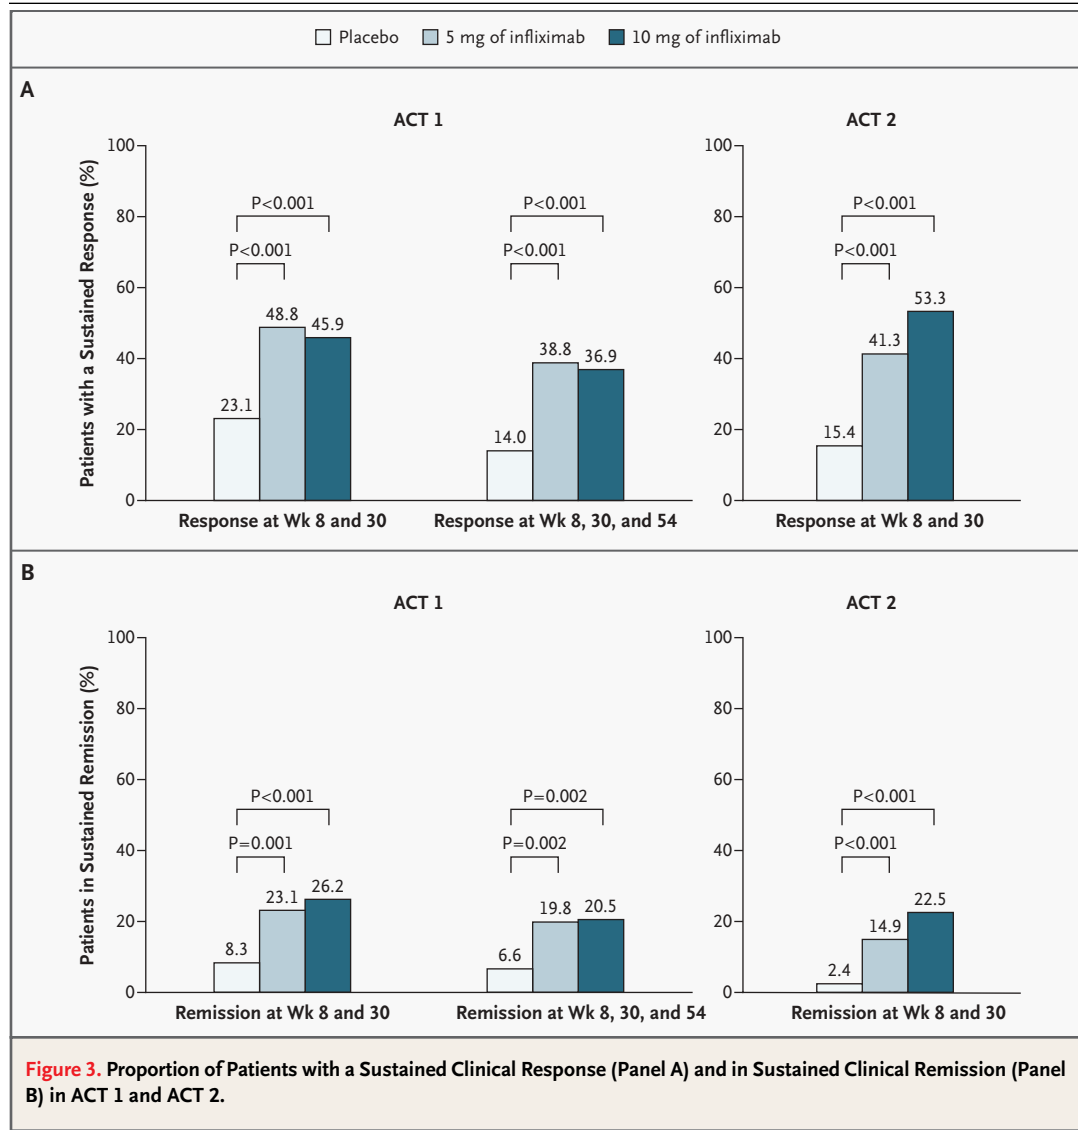 Placebo 5 mg of infliximab 10 mg of infliximab
A
ACT 1
Patients with a Sustained Response (%)
100
80
60
40
20
0
P<0.001
P<0.001
23.1
48.8
45.9
Response at Wk 8 and 30
P<0.001
P<0.001
14.0
38.8
36.9
Response at Wk 8, 30, and 54
ACT 2
100
80
60
40
20
0
P<0.001
P<0.001
15.4
41.3
53.3
Response at Wk 8 and 30
B
ACT 1
Patients in Sustained Remission (%)
100
80
60
40
20
0
P<0.001
P=0.001
8.3
23.1
26.2
Remission at Wk 8 and 30
P=0.002
P=0.002
6.6
19.8
20.5
Remission at Wk 8, 30, and 54
ACT 2
100
80
60
40
20
0
P<0.001
P<0.001
2.4
14.9
22.5
Remission at Wk 8 and 30
Figure 3. Proportion of Patients with a Sustained Clinical Response (Panel A) and in Sustained Clinical Remission (Panel
B) in ACT 1 and ACT 2.